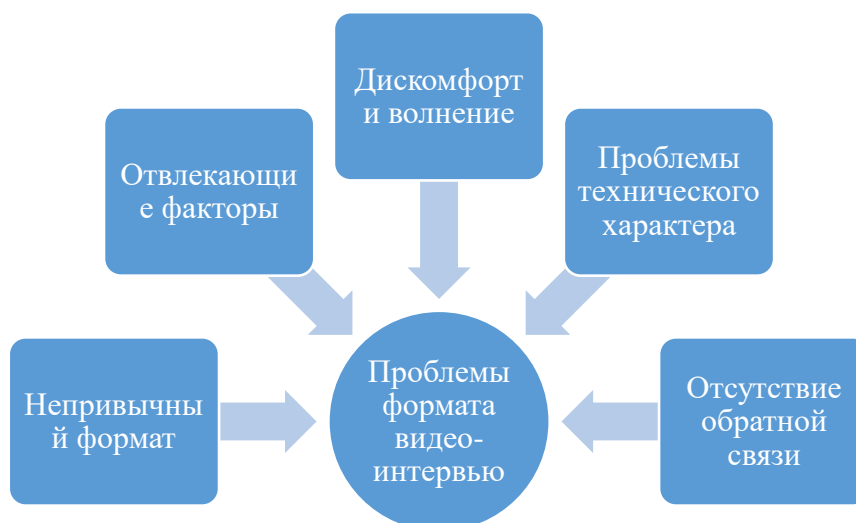 Дискомфорт
и волнение
Отвлекающи
е факторы
Проблемы
технического
характера
Непривычны
й формат
Проблемы
формата
видео-
интервью
Отсутствие
обратной
связи